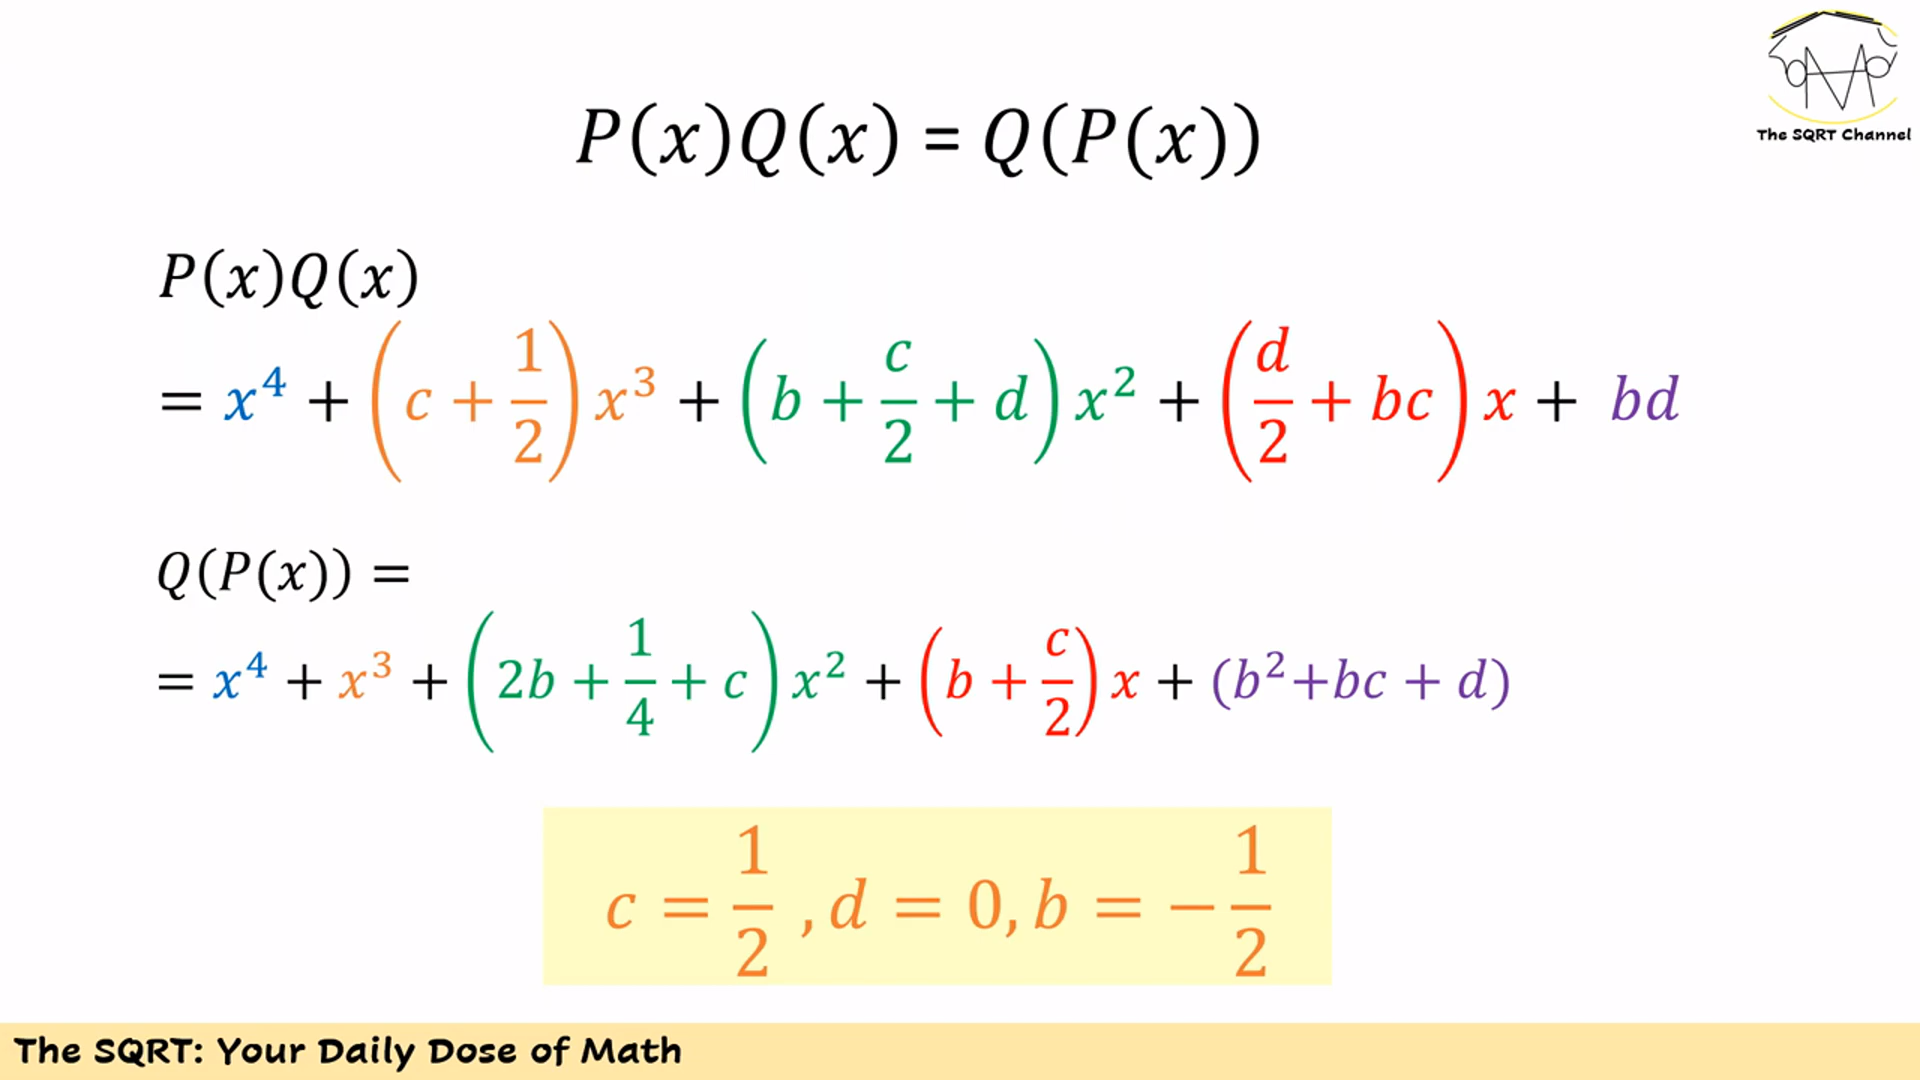 The SQRT Channel
P(x)Q(x) = Q(P(x))
P(x)Q(x)
= x⁴ + (c + 1/2) x³ + (b + c/2 + d) x² + (d/2 + bc) x + bd
Q(P(x)) =
= x⁴ + x³ + (2b + 1/4 + c) x² + (b + c/2) x + (b²+bc + d)
c = 1/2 , d = 0, b = −1/2
The SQRT: Your Daily Dose of Math